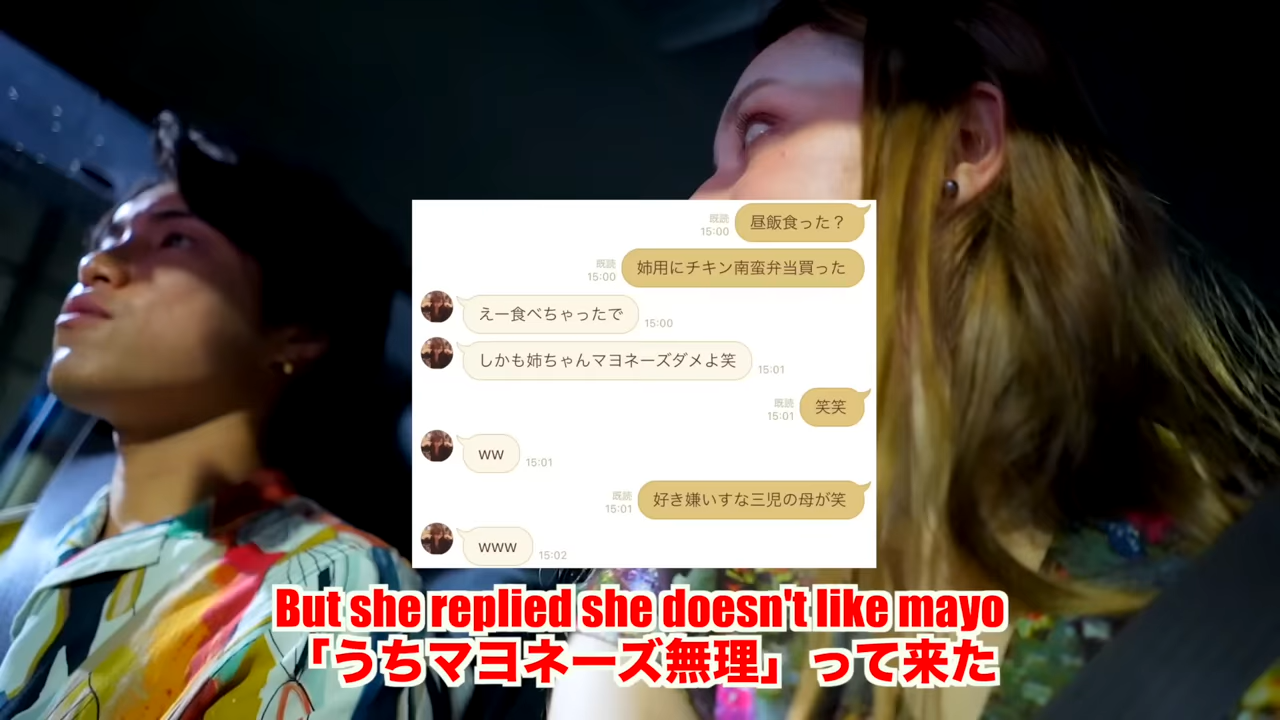 昼飯食った？
既読
15:00
姉用にチキン南蛮弁当買った
既読
15:00
えー食べちゃったで
15:00
しかも姉ちゃんマヨネーズダメよ笑
15:01
笑笑
既読
15:01
ww
15:01
好き嫌いすな三児の母が笑
既読
15:01
www
15:02
But she replied she doesn't like mayo
「うちマヨネーズ無理」って来た